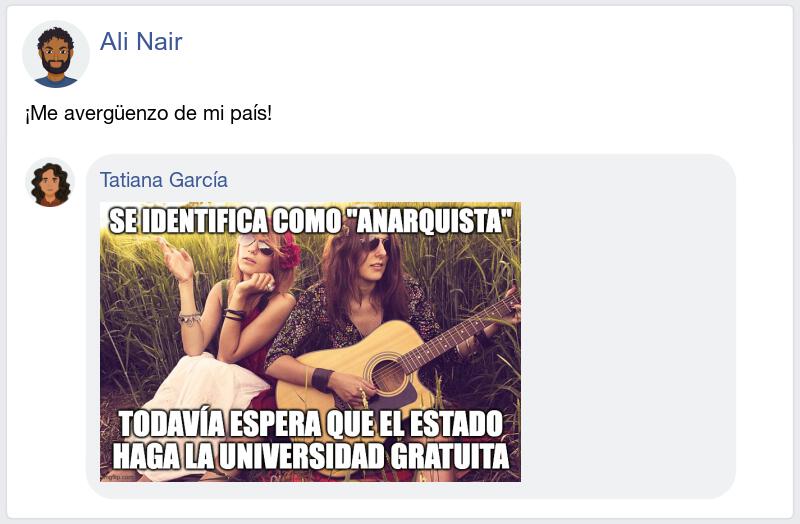 Ali Nair
¡Me avergüenzo de mi país!
Tatiana García
SE IDENTIFICA COMO "ANARQUISTA"
TODAVÍA ESPERA QUE EL ESTADO
HAGA LA UNIVERSIDAD GRATUITA
imgflip.com